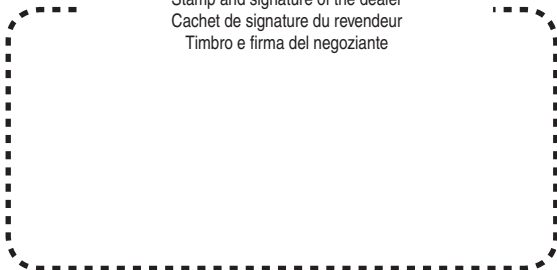 Stamp and signature of the dealer
Cachet de signature du revendeur
Timbro e firma del negoziante